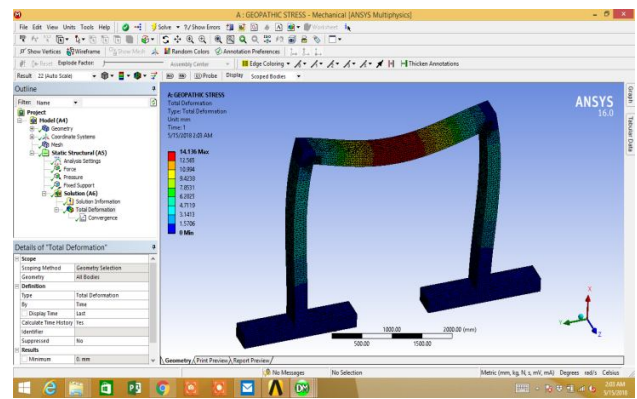 A : GEOPATHIC STRESS - Mechanical [ANSYS Multiphysics]
File Edit View Units Tools Help Solve ?/Show Errors Worksheet
Show Vertices Wireframe Show Mesh Random Colors Annotation Preferences
Reset Explode Factor: Assembly Center Edge Coloring Thicken Annotations
Result 22 (Auto Scale) Probe Display Scoped Bodies
Outline
Filter: Name
Project
Model (A4)
Geometry
Coordinate Systems
Mesh
Static Structural (A5)
Analysis Settings
Force
Pressure
Fixed Support
Solution (A6)
Solution Information
Total Deformation
Convergence
Details of "Total Deformation"
Scope
Scoping Method Geometry Selection
Geometry All Bodies
Definition
Type Total Deformation
By Time
Display Time Last
Calculate Time History Yes
Identifier
Suppressed No
Results
Minimum 0. mm
A: GEOPATHIC STRESS
Total Deformation
Type: Total Deformation
Unit: mm
Time: 1
5/15/2018 2:03 AM
14.136 Max
12.565
10.994
9.4238
7.8531
6.2825
4.7119
3.1413
1.5706
0 Min
ANSYS
16.0
0.00 1000.00 2000.00 (mm)
500.00 1500.00
X
Y
Z
Graph
Tabular Data
Geometry Print Preview Report Preview
No Messages No Selection Metric (mm, kg, N, s, mV, mA) Degrees rad/s Celsius
2:03 AM
5/15/2018